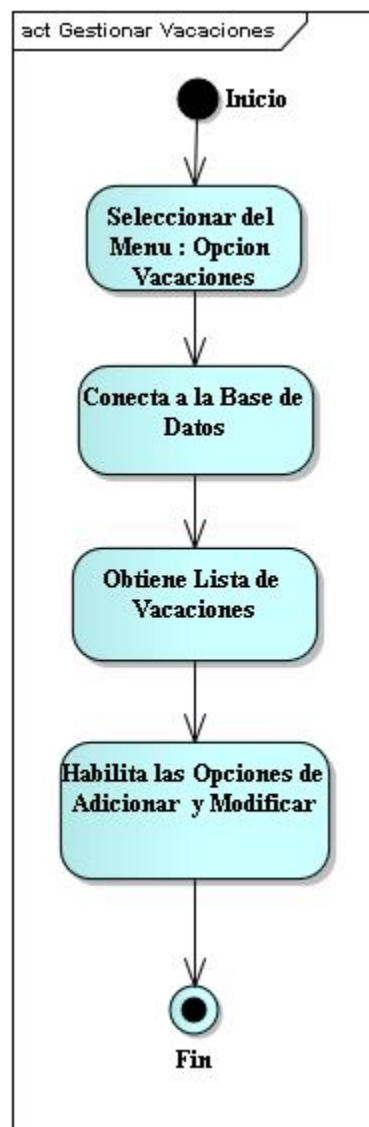 act Gestionar Vacaciones
Inicio
Seleccionar del
Menu : Opcion
Vacaciones
Conecta a la Base de
Datos
Obtiene Lista de
Vacaciones
Habilita las Opciones de
Adicionar y Modificar
Fin